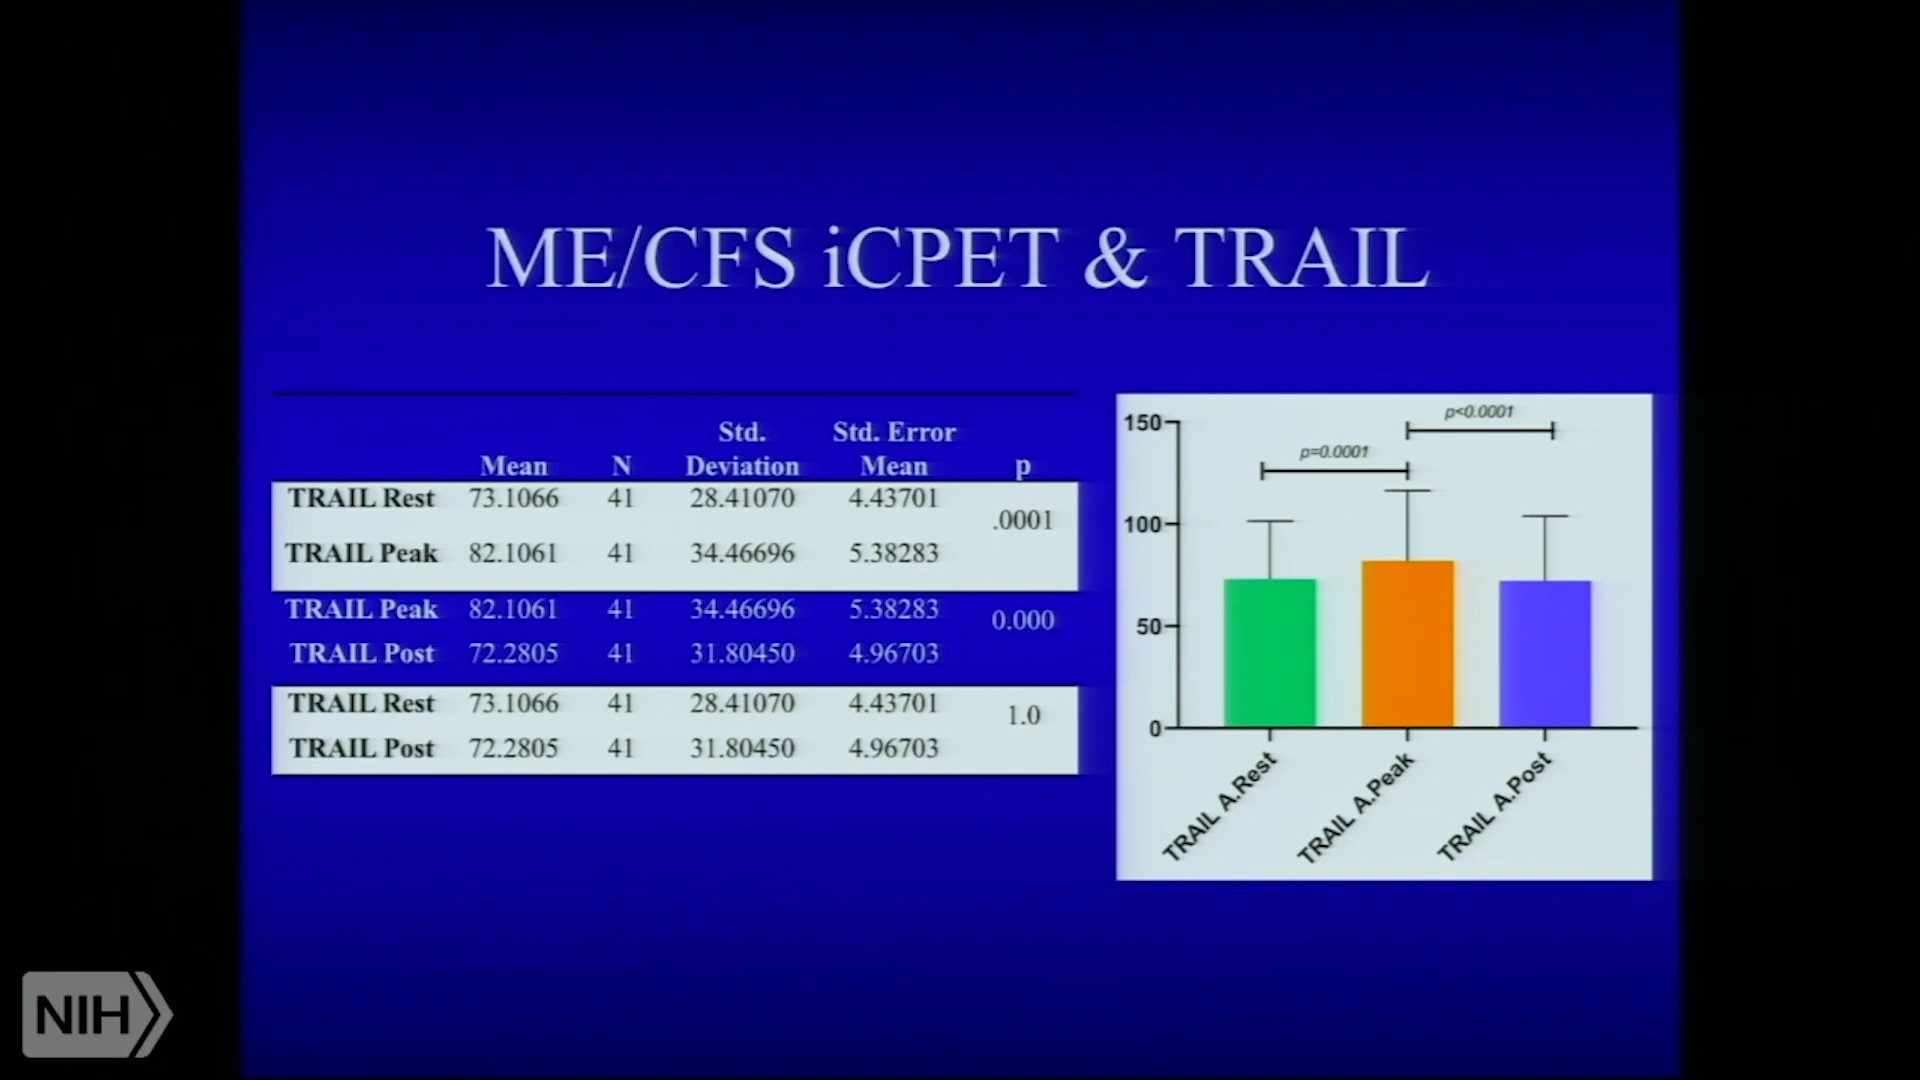 ME/CFS iCPET & TRAIL
Std. Std. Error
Mean N Deviation Mean p
TRAIL Rest 73.1066 41 28.41070 4.43701
.0001
TRAIL Peak 82.1061 41 34.46696 5.38283
TRAIL Peak 82.1061 41 34.46696 5.38283
0.000
TRAIL Post 72.2805 41 31.80450 4.96703
TRAIL Rest 73.1066 41 28.41070 4.43701
1.0
TRAIL Post 72.2805 41 31.80450 4.96703
p<0.0001
150
p=0.0001
100
50
0
TRAIL A.Rest
TRAIL A.Peak
TRAIL A.Post
NIH